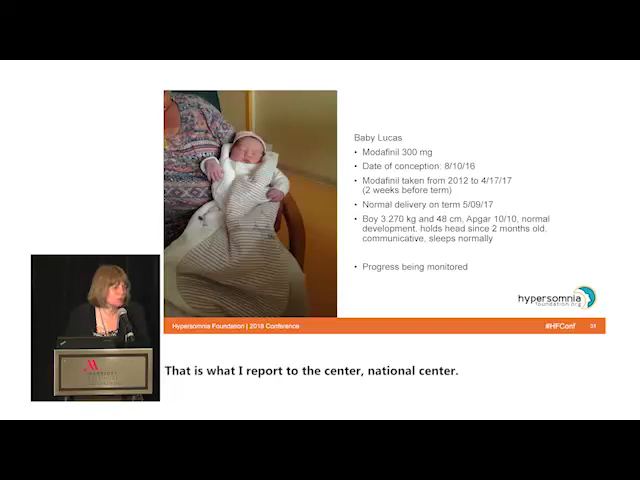 Baby Lucas
• Modafinil 300 mg
• Date of conception: 8/10/16
• Modafinil taken from 2012 to 4/17/17
(2 weeks before term)
• Normal delivery on term 5/09/17
• Boy 3.270 kg and 48 cm, Apgar 10/10, normal
development. holds head since 2 months old.
communicative, sleeps normally
• Progress being monitored
hypersomnia
foundation.org
Hypersomnia Foundation | 2018 Conference
#HFConf
MARRIOTT
That is what I report to the center, national center.